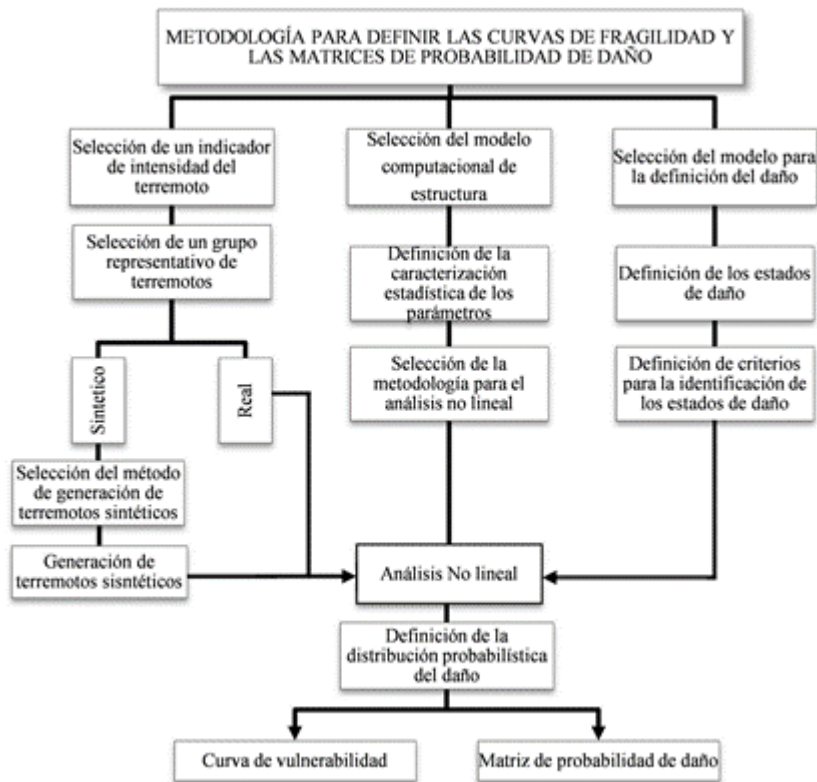 METODOLOGÍA PARA DEFINIR LAS CURVAS DE FRAGILIDAD Y
LAS MATRICES DE PROBABILIDAD DE DAÑO
Selección de un indicador
de intensidad del
terremoto
Selección del modelo
computacional de
estructura
Selección del modelo para
la definición del daño
Selección de un grupo
representativo de
terremotos
Definición de la
caracterización
estadística de los
parámetros
Definición de los estados
de daño
Sintetico
Real
Selección de la
metodología para el
análisis no lineal
Definición de criterios
para la identificación de
los estados de daño
Selección del método
de generación de
terremotos sintéticos
Generación de
terremotos sisntéticos
Análisis No lineal
Definición de la
distribución probabilística
del daño
Curva de vulnerabilidad
Matriz de probabilidad de daño